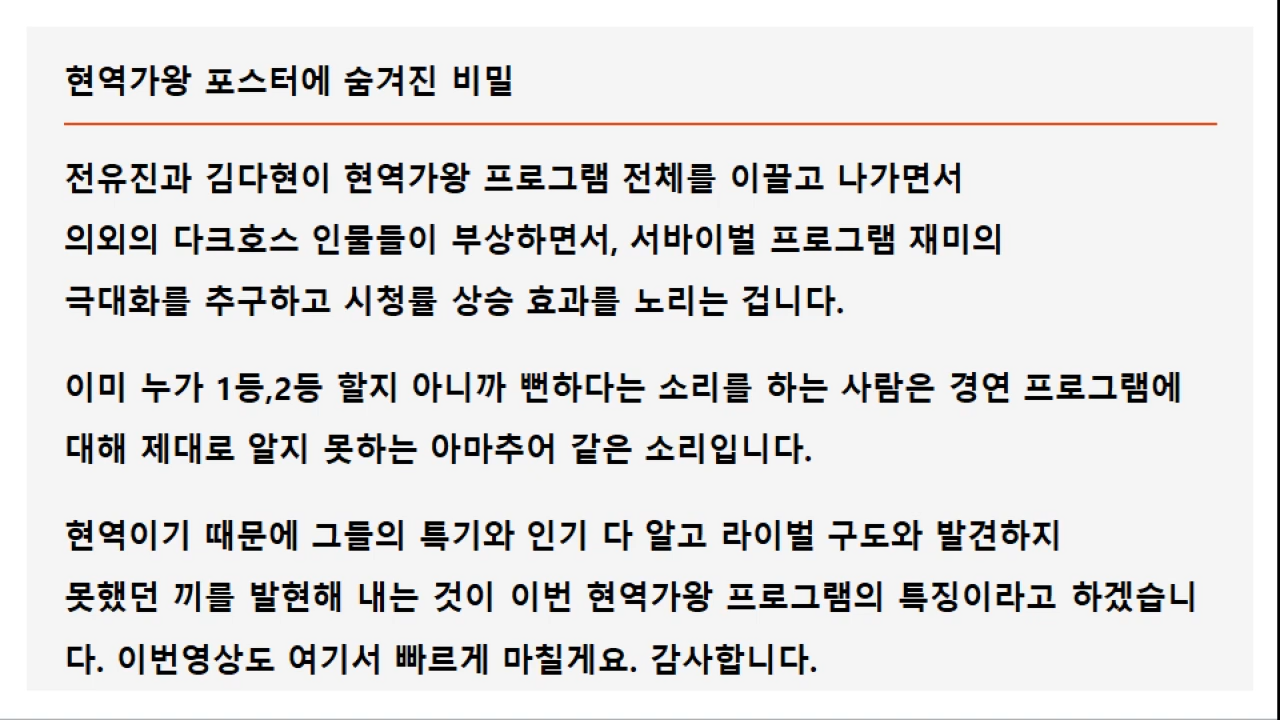 현역가왕 포스터에 숨겨진 비밀
전유진과 김다현이 현역가왕 프로그램 전체를 이끌고 나가면서
의외의 다크호스 인물들이 부상하면서, 서바이벌 프로그램 재미의
극대화를 추구하고 시청률 상승 효과를 노리는 겁니다.
이미 누가 1등,2등 할지 아니까 뻔하다는 소리를 하는 사람은 경연 프로그램에
대해 제대로 알지 못하는 아마추어 같은 소리입니다.
현역이기 때문에 그들의 특기와 인기 다 알고 라이벌 구도와 발견하지
못했던 끼를 발현해 내는 것이 이번 현역가왕 프로그램의 특징이라고 하겠습니
다. 이번영상도 여기서 빠르게 마칠게요. 감사합니다.